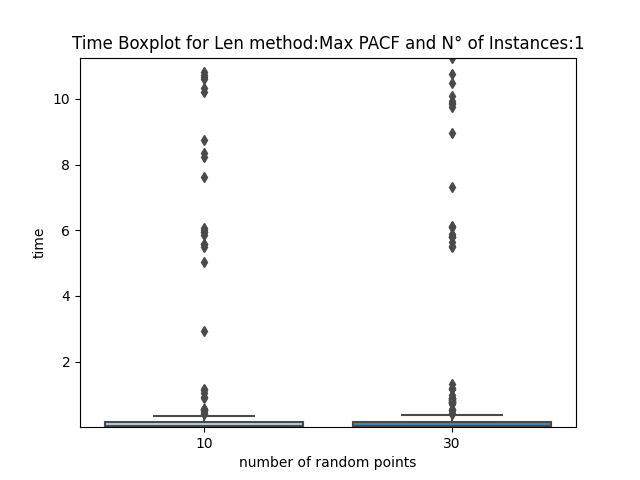 Time Boxplot for Len method:Max PACF and N° of Instances:1
10
8
6
4
2
time
10 30
number of random points